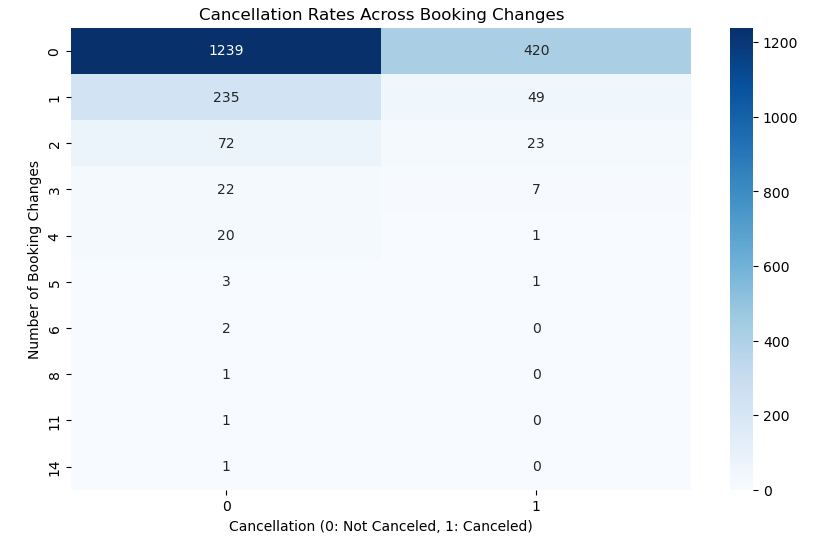 Cancellation Rates Across Booking Changes
Number of Booking Changes
0 1239 420
1 235 49
2 72 23
3 22 7
4 20 1
5 3 1
6 2 0
8 1 0
11 1 0
14 1 0
0 1
Cancellation (0: Not Canceled, 1: Canceled)
1200
1000
800
600
400
200
0